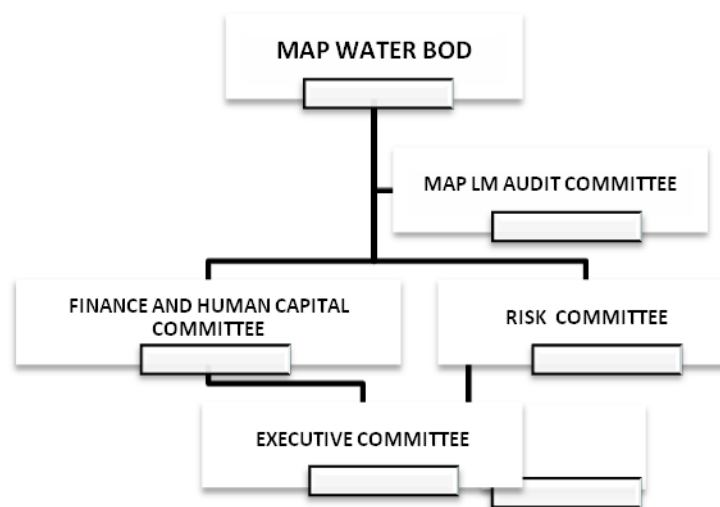 MAP WATER BOD
MAP LM AUDIT COMMITTEE
FINANCE AND HUMAN CAPITAL
COMMITTEE
RISK COMMITTEE
EXECUTIVE COMMITTEE